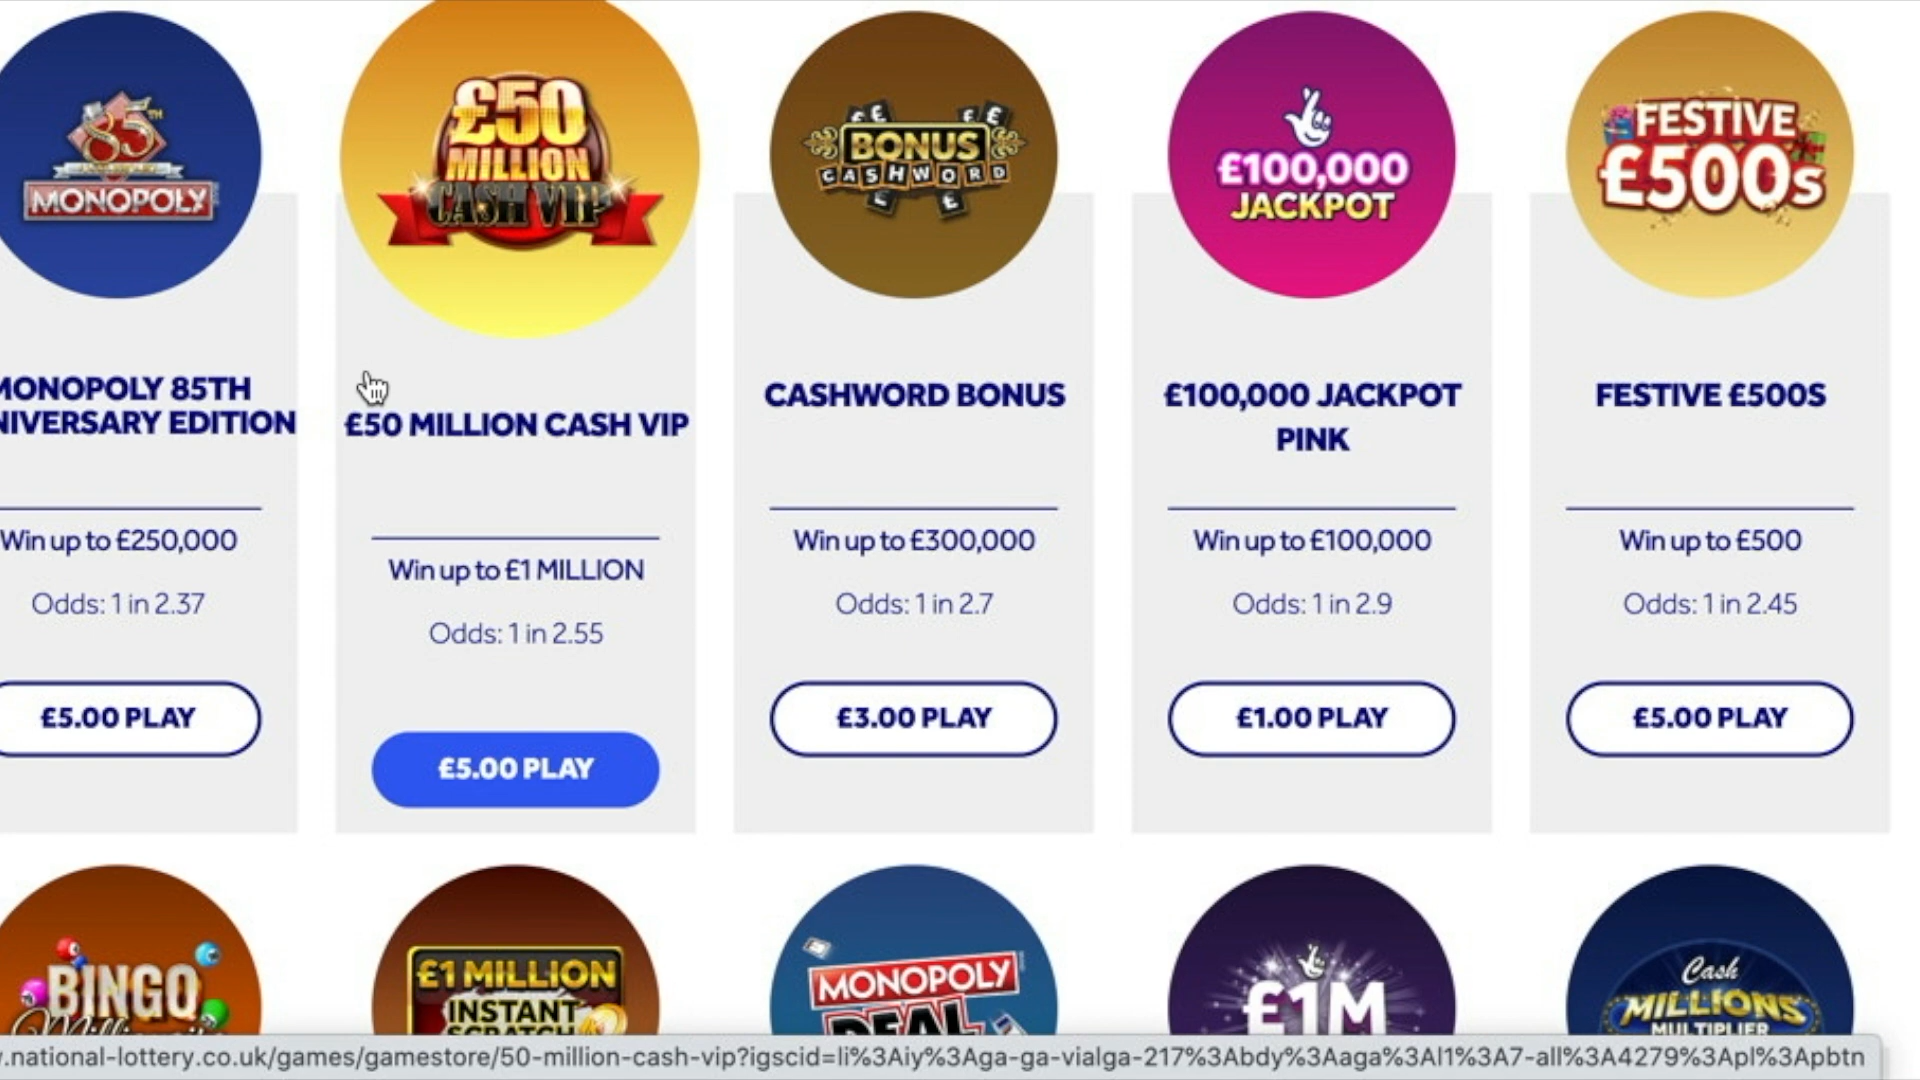 85TH
MONOPOLY
£50
MILLION
CASH VIP
BONUS
CASHWORD
£100,000
JACKPOT
FESTIVE
£500s
MONOPOLY 85TH
NIVERSARY EDITION
£50 MILLION CASH VIP
CASHWORD BONUS
£100,000 JACKPOT
PINK
FESTIVE £500S
Win up to £250,000
Win up to £1 MILLION
Win up to £300,000
Win up to £100,000
Win up to £500
Odds: 1 in 2.37
Odds: 1 in 2.55
Odds: 1 in 2.7
Odds: 1 in 2.9
Odds: 1 in 2.45
£5.00 PLAY
£5.00 PLAY
£3.00 PLAY
£1.00 PLAY
£5.00 PLAY
BINGO
£1 MILLION
INSTANT
SCRATCH
MONOPOLY
DEAL
£1M
Cash
MILLIONS
MULTIPLIER
.national-lottery.co.uk/games/gamestore/50-million-cash-vip?igscid=li%3Aiy%3Aga-ga-vialga-217%3Abdy%3Aaga%3Al1%3A7-all%3A4279%3Apl%3Apbtn